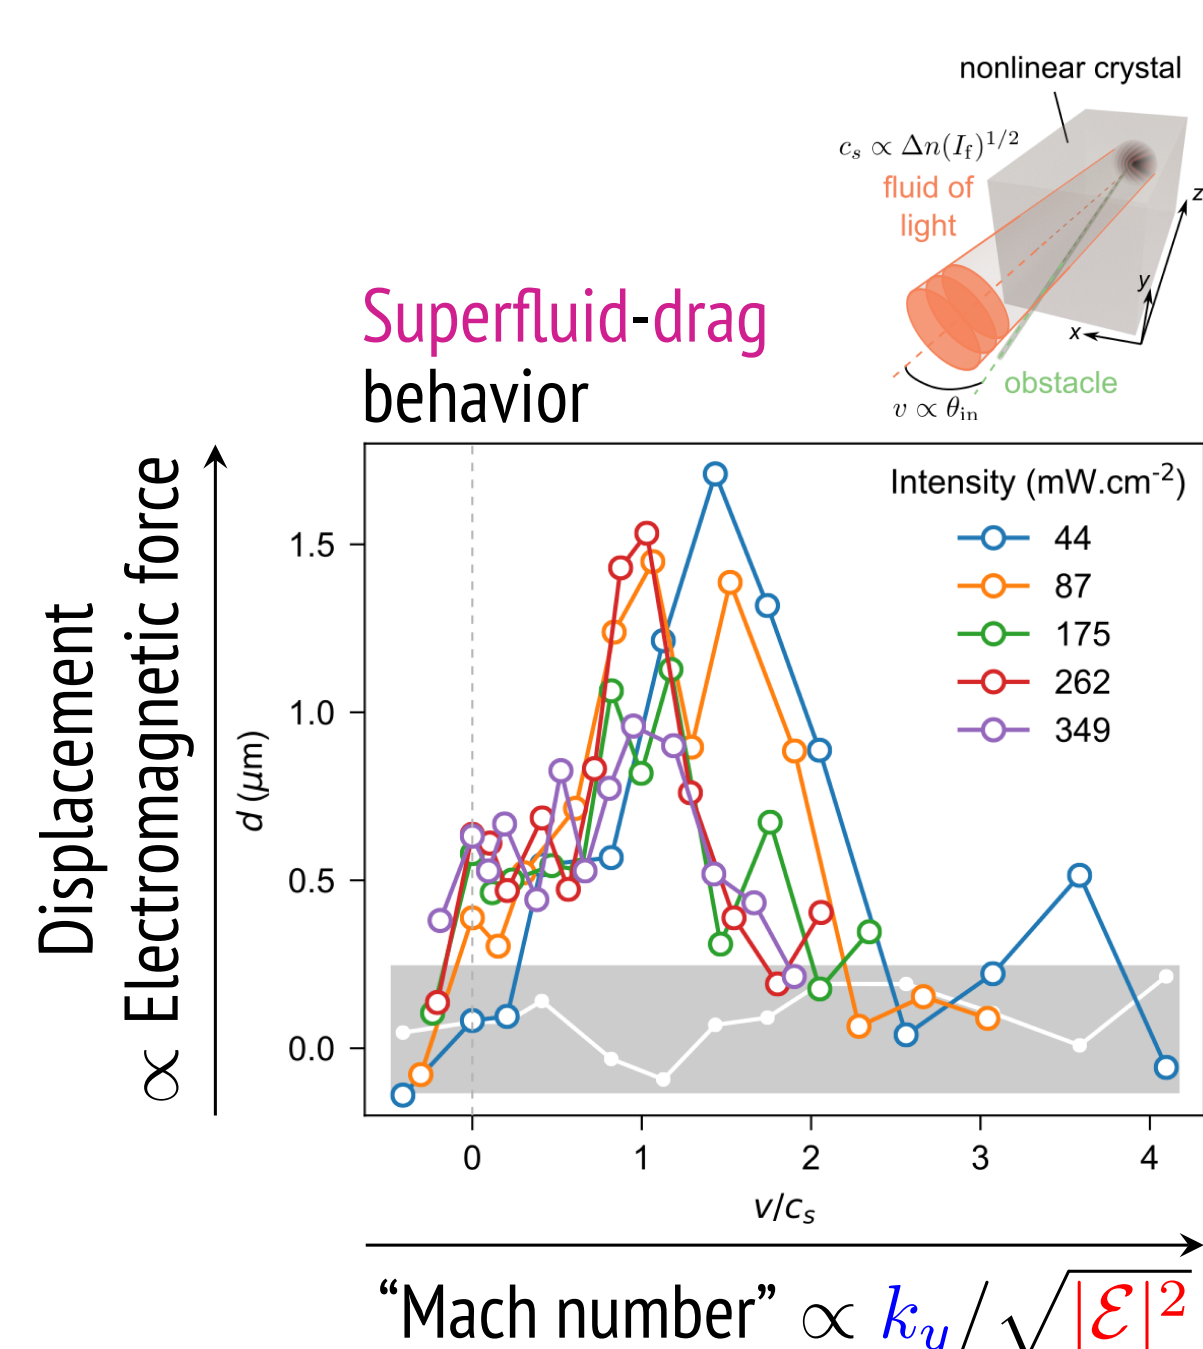 nonlinear crystal
c_s ∝ Δn(I_f)^{1/2}
fluid of
light
z
y
x
obstacle
v ∝ θ_in
Superfluid-drag
behavior
Displacement
∝ Electromagnetic force
d (μm)
1.5
1.0
0.5
0.0
Intensity (mW.cm⁻²)
44
87
175
262
349
0 1 2 3 4
v/c_s
“Mach number” ∝ k_y/√|ℰ|²